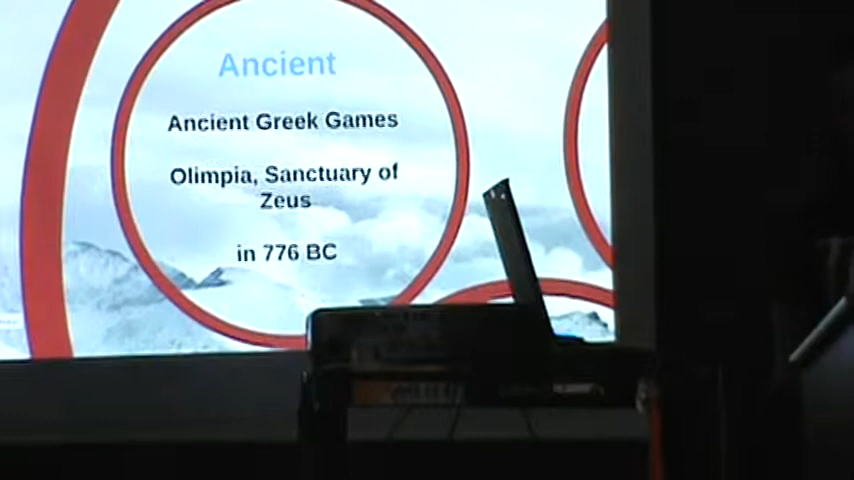 Ancient
Ancient Greek Games
Olimpia, Sanctuary of
Zeus
in 776 BC